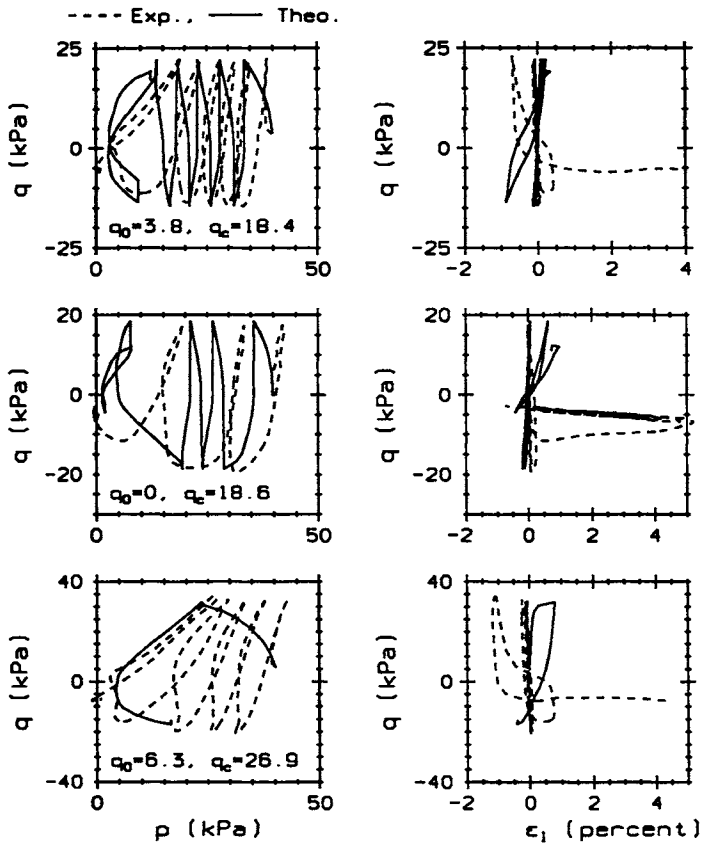 Exp., Theo.
25
0
-25
q (kPa)
q₀=3.8, q꜀=18.4
0 50
25
0
-25
q (kPa)
-2 0 2 4
20
0
-20
q (kPa)
q₀=0, q꜀=18.6
0 50
20
0
-20
q (kPa)
-2 0 2 4
40
0
-40
q (kPa)
q₀=6.3, q꜀=26.9
0 50
p (kPa)
40
0
-40
q (kPa)
-2 0 2 4
ε₁ (percent)